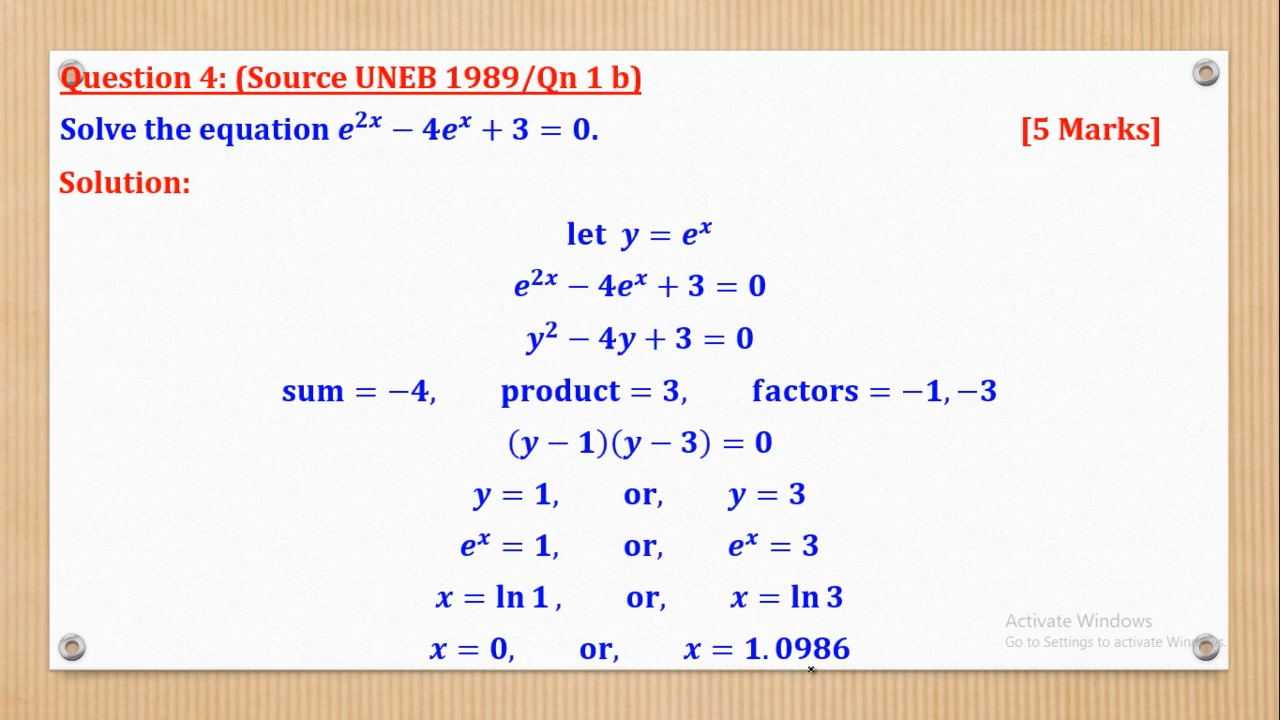 Question 4: (Source UNEB 1989/Qn 1 b)
Solve the equation e^{2x} − 4e^x + 3 = 0. [5 Marks]
Solution:
let y = e^x
e^{2x} − 4e^x + 3 = 0
y² − 4y + 3 = 0
sum = −4, product = 3, factors = −1, −3
(y − 1)(y − 3) = 0
y = 1, or, y = 3
e^x = 1, or, e^x = 3
x = ln 1, or, x = ln 3
Activate Windows
Go to Settings to activate Windows.
x = 0, or, x = 1.0986